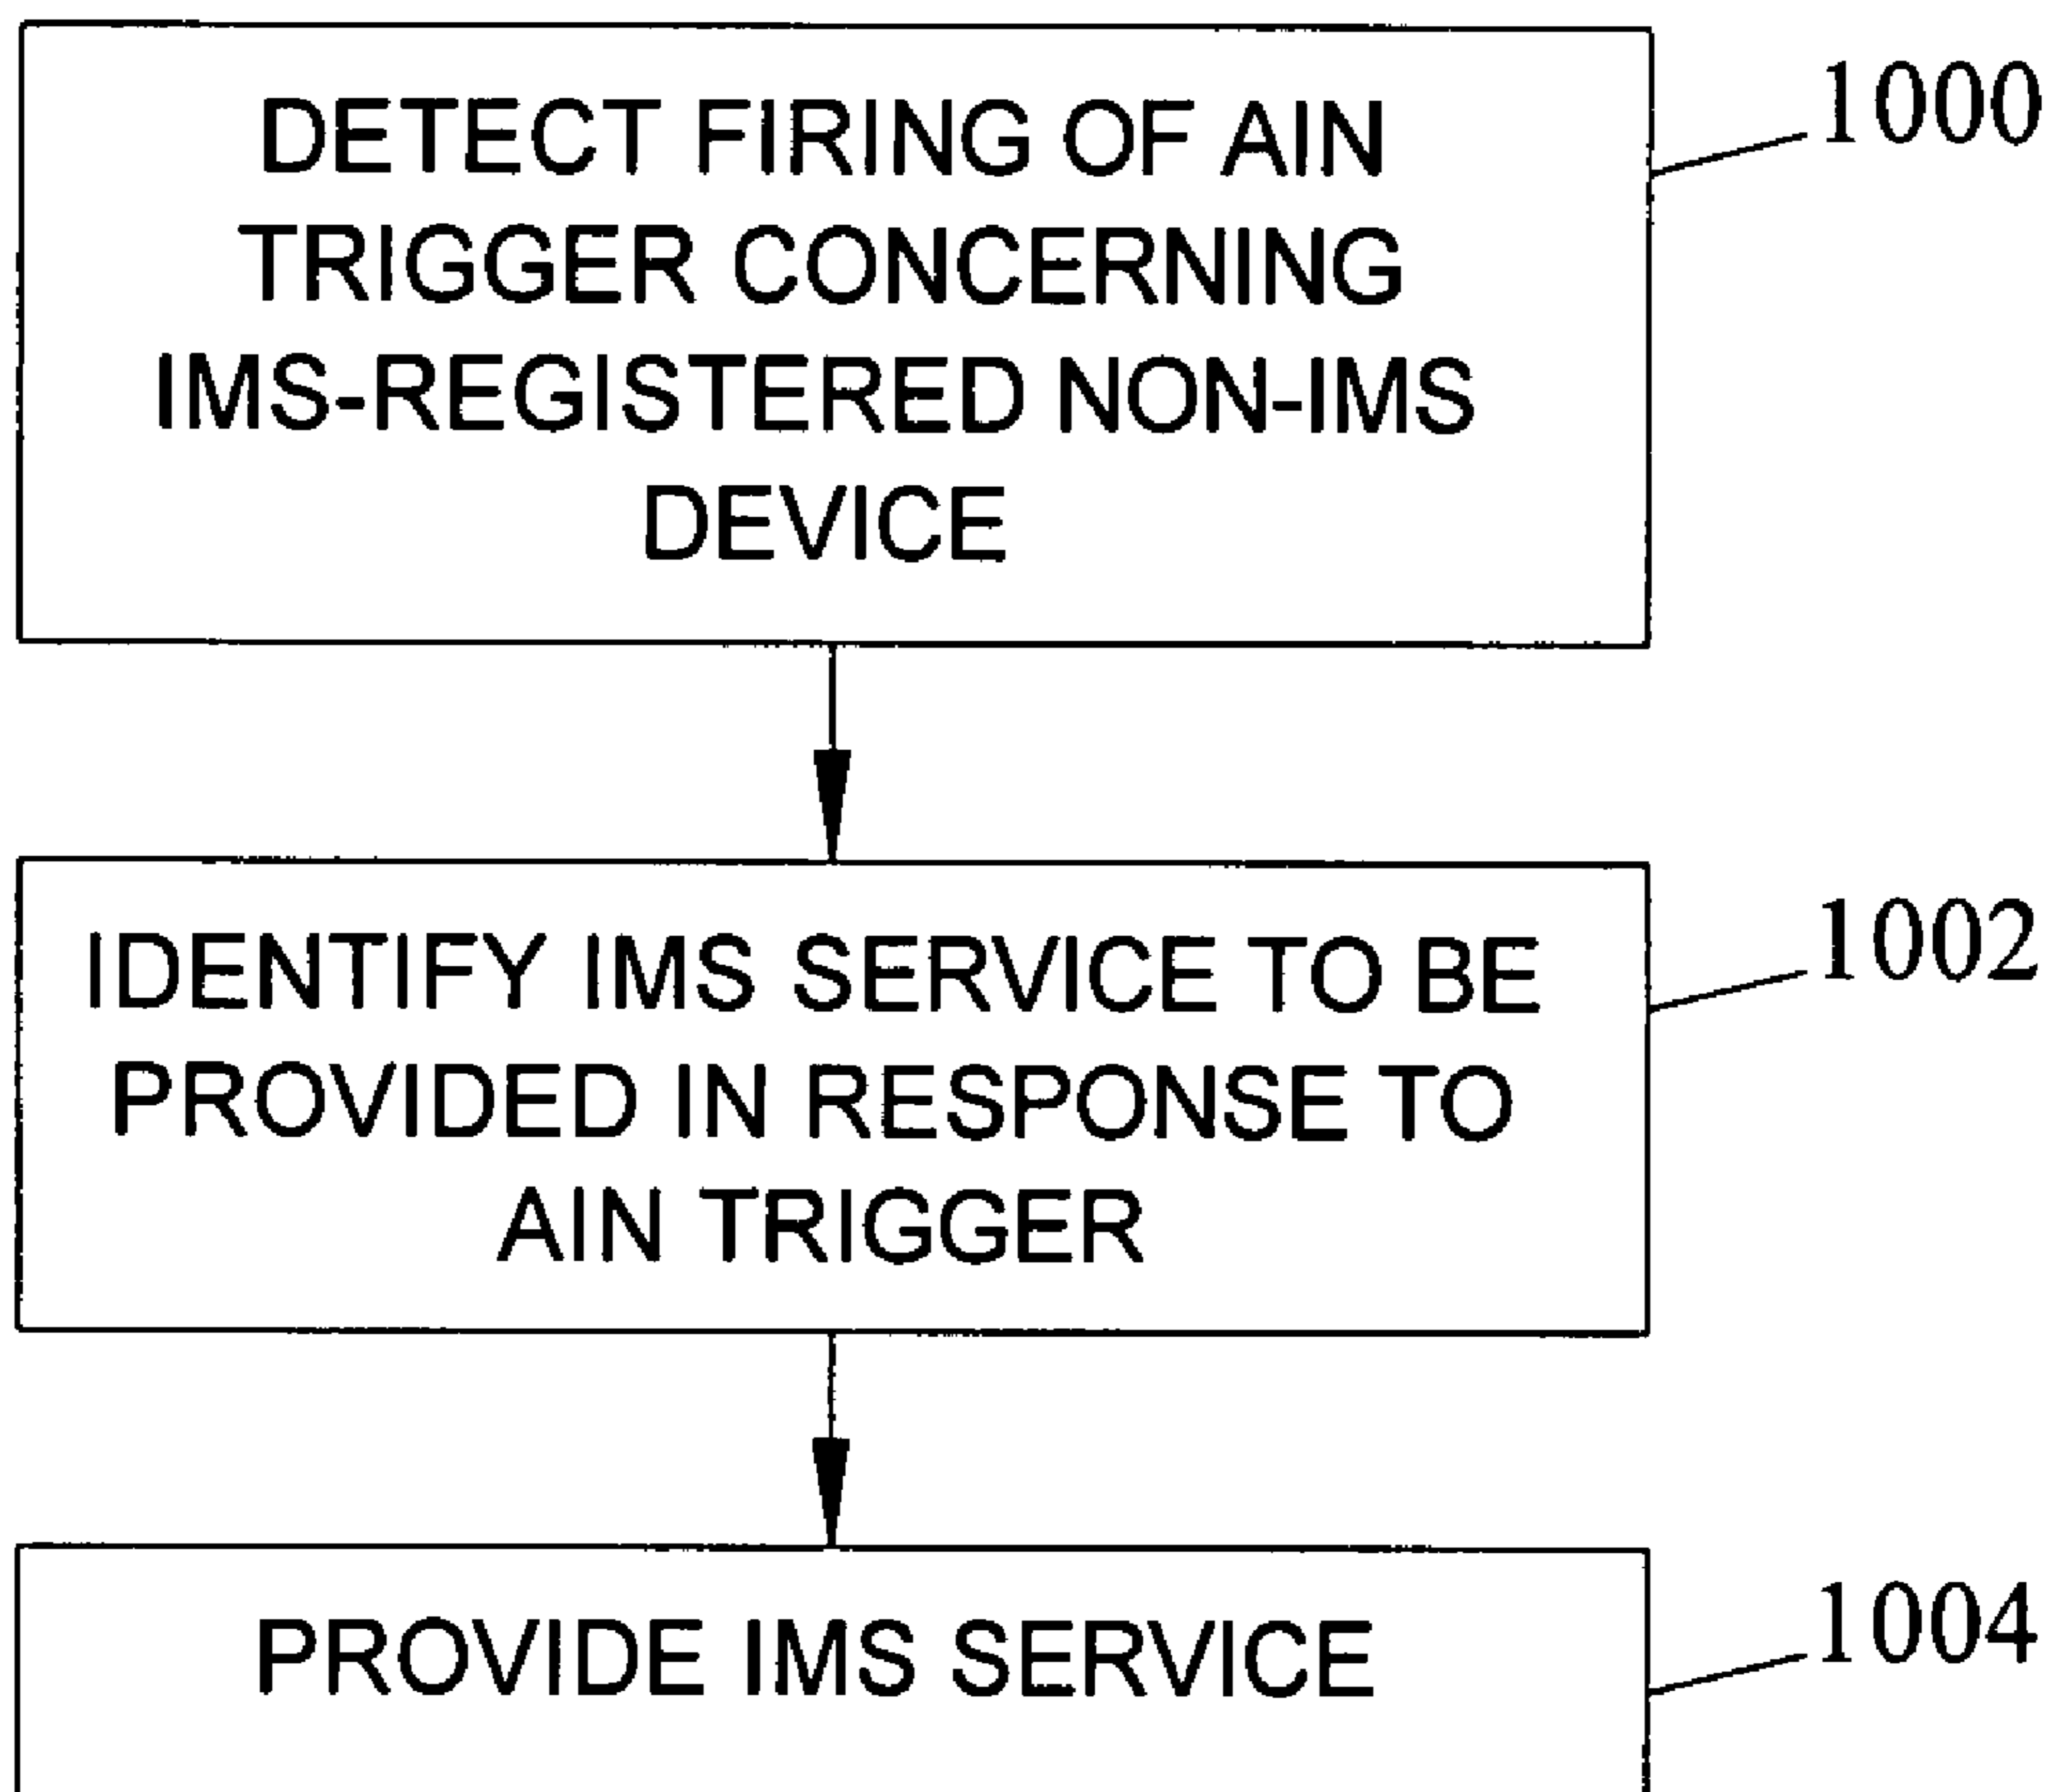 DETECT FIRING OF AIN
TRIGGER CONCERNING
IMS-REGISTERED NON-IMS
DEVICE
1000
IDENTIFY IMS SERVICE TO BE
PROVIDED IN RESPONSE TO
AIN TRIGGER
1002
PROVIDE IMS SERVICE
1004